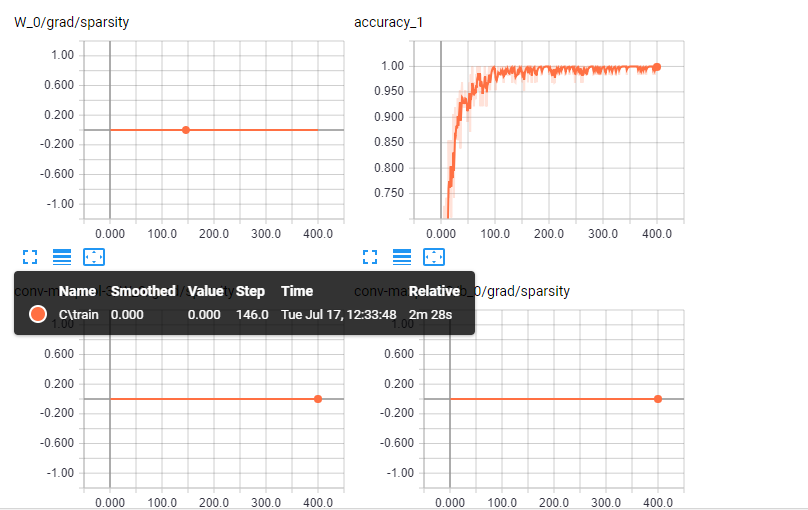 W_0/grad/sparsity
accuracy_1
1.00
0.600
0.200
-0.200
-0.600
-1.00
0.000 100.0 200.0 300.0 400.0
1.00
0.950
0.900
0.850
0.800
0.750
0.000 100.0 200.0 300.0 400.0
Name Smoothed Value Step Time Relative
C\train 0.000 0.000 146.0 Tue Jul 17, 12:33:48 2m 28s
_0/grad/sparsity
1.00
0.600
0.200
-0.200
-0.600
-1.00
0.000 100.0 200.0 300.0 400.0
1.00
0.600
0.200
-0.200
-0.600
-1.00
0.000 100.0 200.0 300.0 400.0